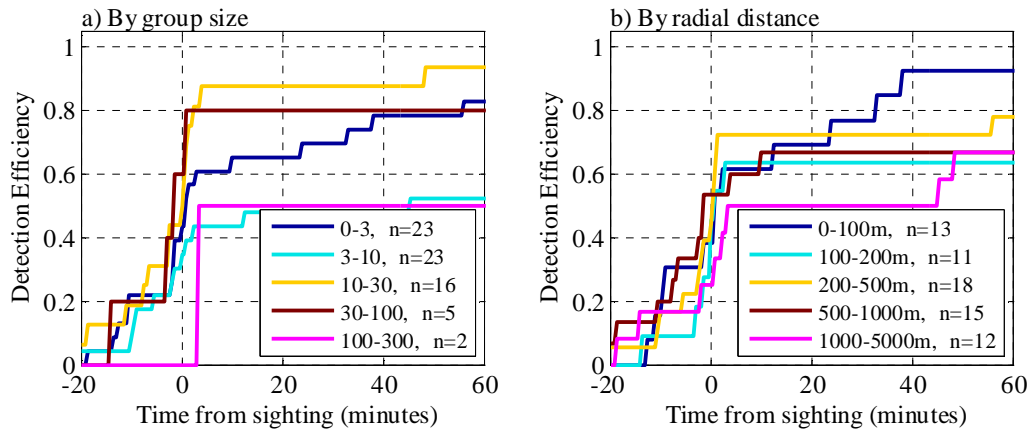 a) By group size
1
0.8
0.6
0.4
0.2
0
Detection Efficiency
0-3, n=23
3-10, n=23
10-30, n=16
30-100, n=5
100-300, n=2
-20 0 20 40 60
Time from sighting (minutes)
b) By radial distance
1
0.8
0.6
0.4
0.2
0
Detection Efficiency
0-100m, n=13
100-200m, n=11
200-500m, n=18
500-1000m, n=15
1000-5000m, n=12
-20 0 20 40 60
Time from sighting (minutes)